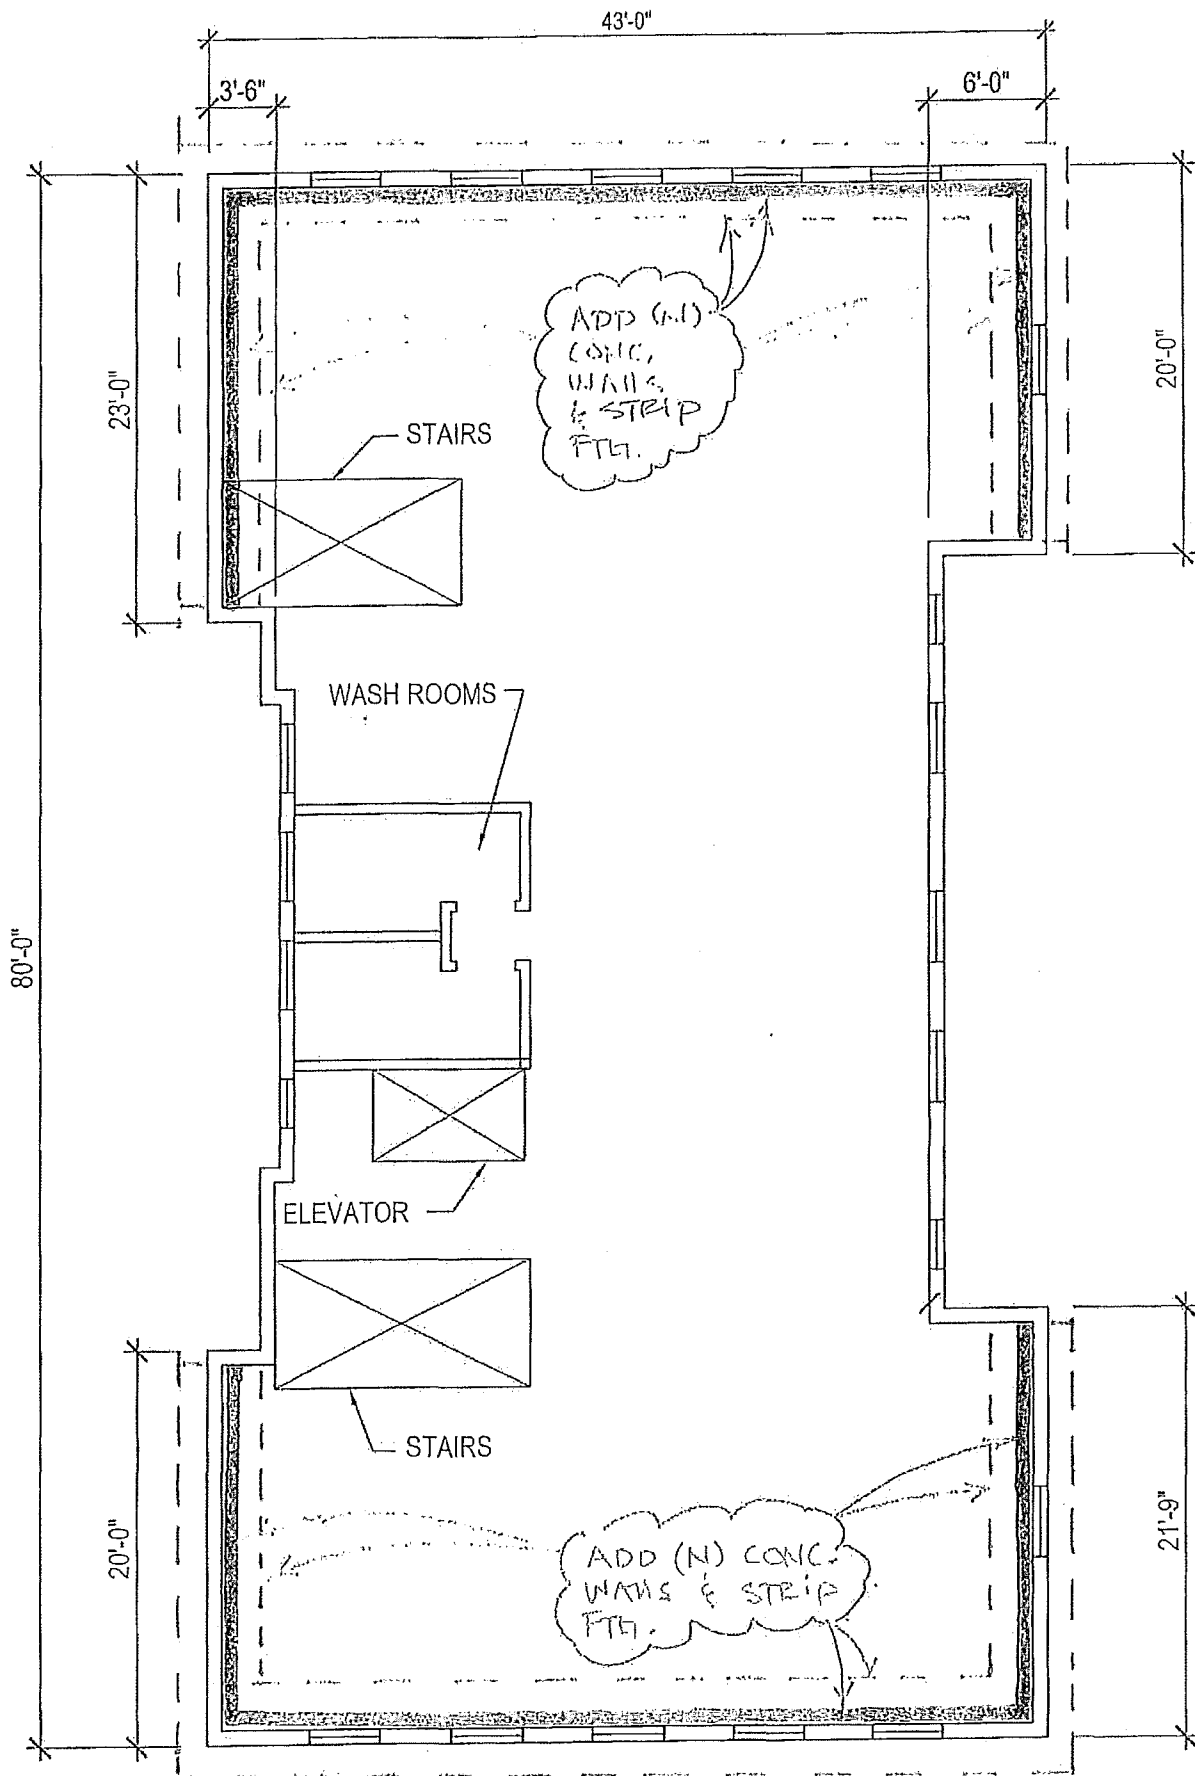 43'-0"
3'-6"
6'-0"
ADD (N)
CONC.
WALLS
& STRIP
FTG.
23'-0"
20'-0"
STAIRS
WASH ROOMS
80'-0"
ELEVATOR
STAIRS
20'-0"
21'-9"
ADD (N) CONC.
WALLS & STRIP
FTG.